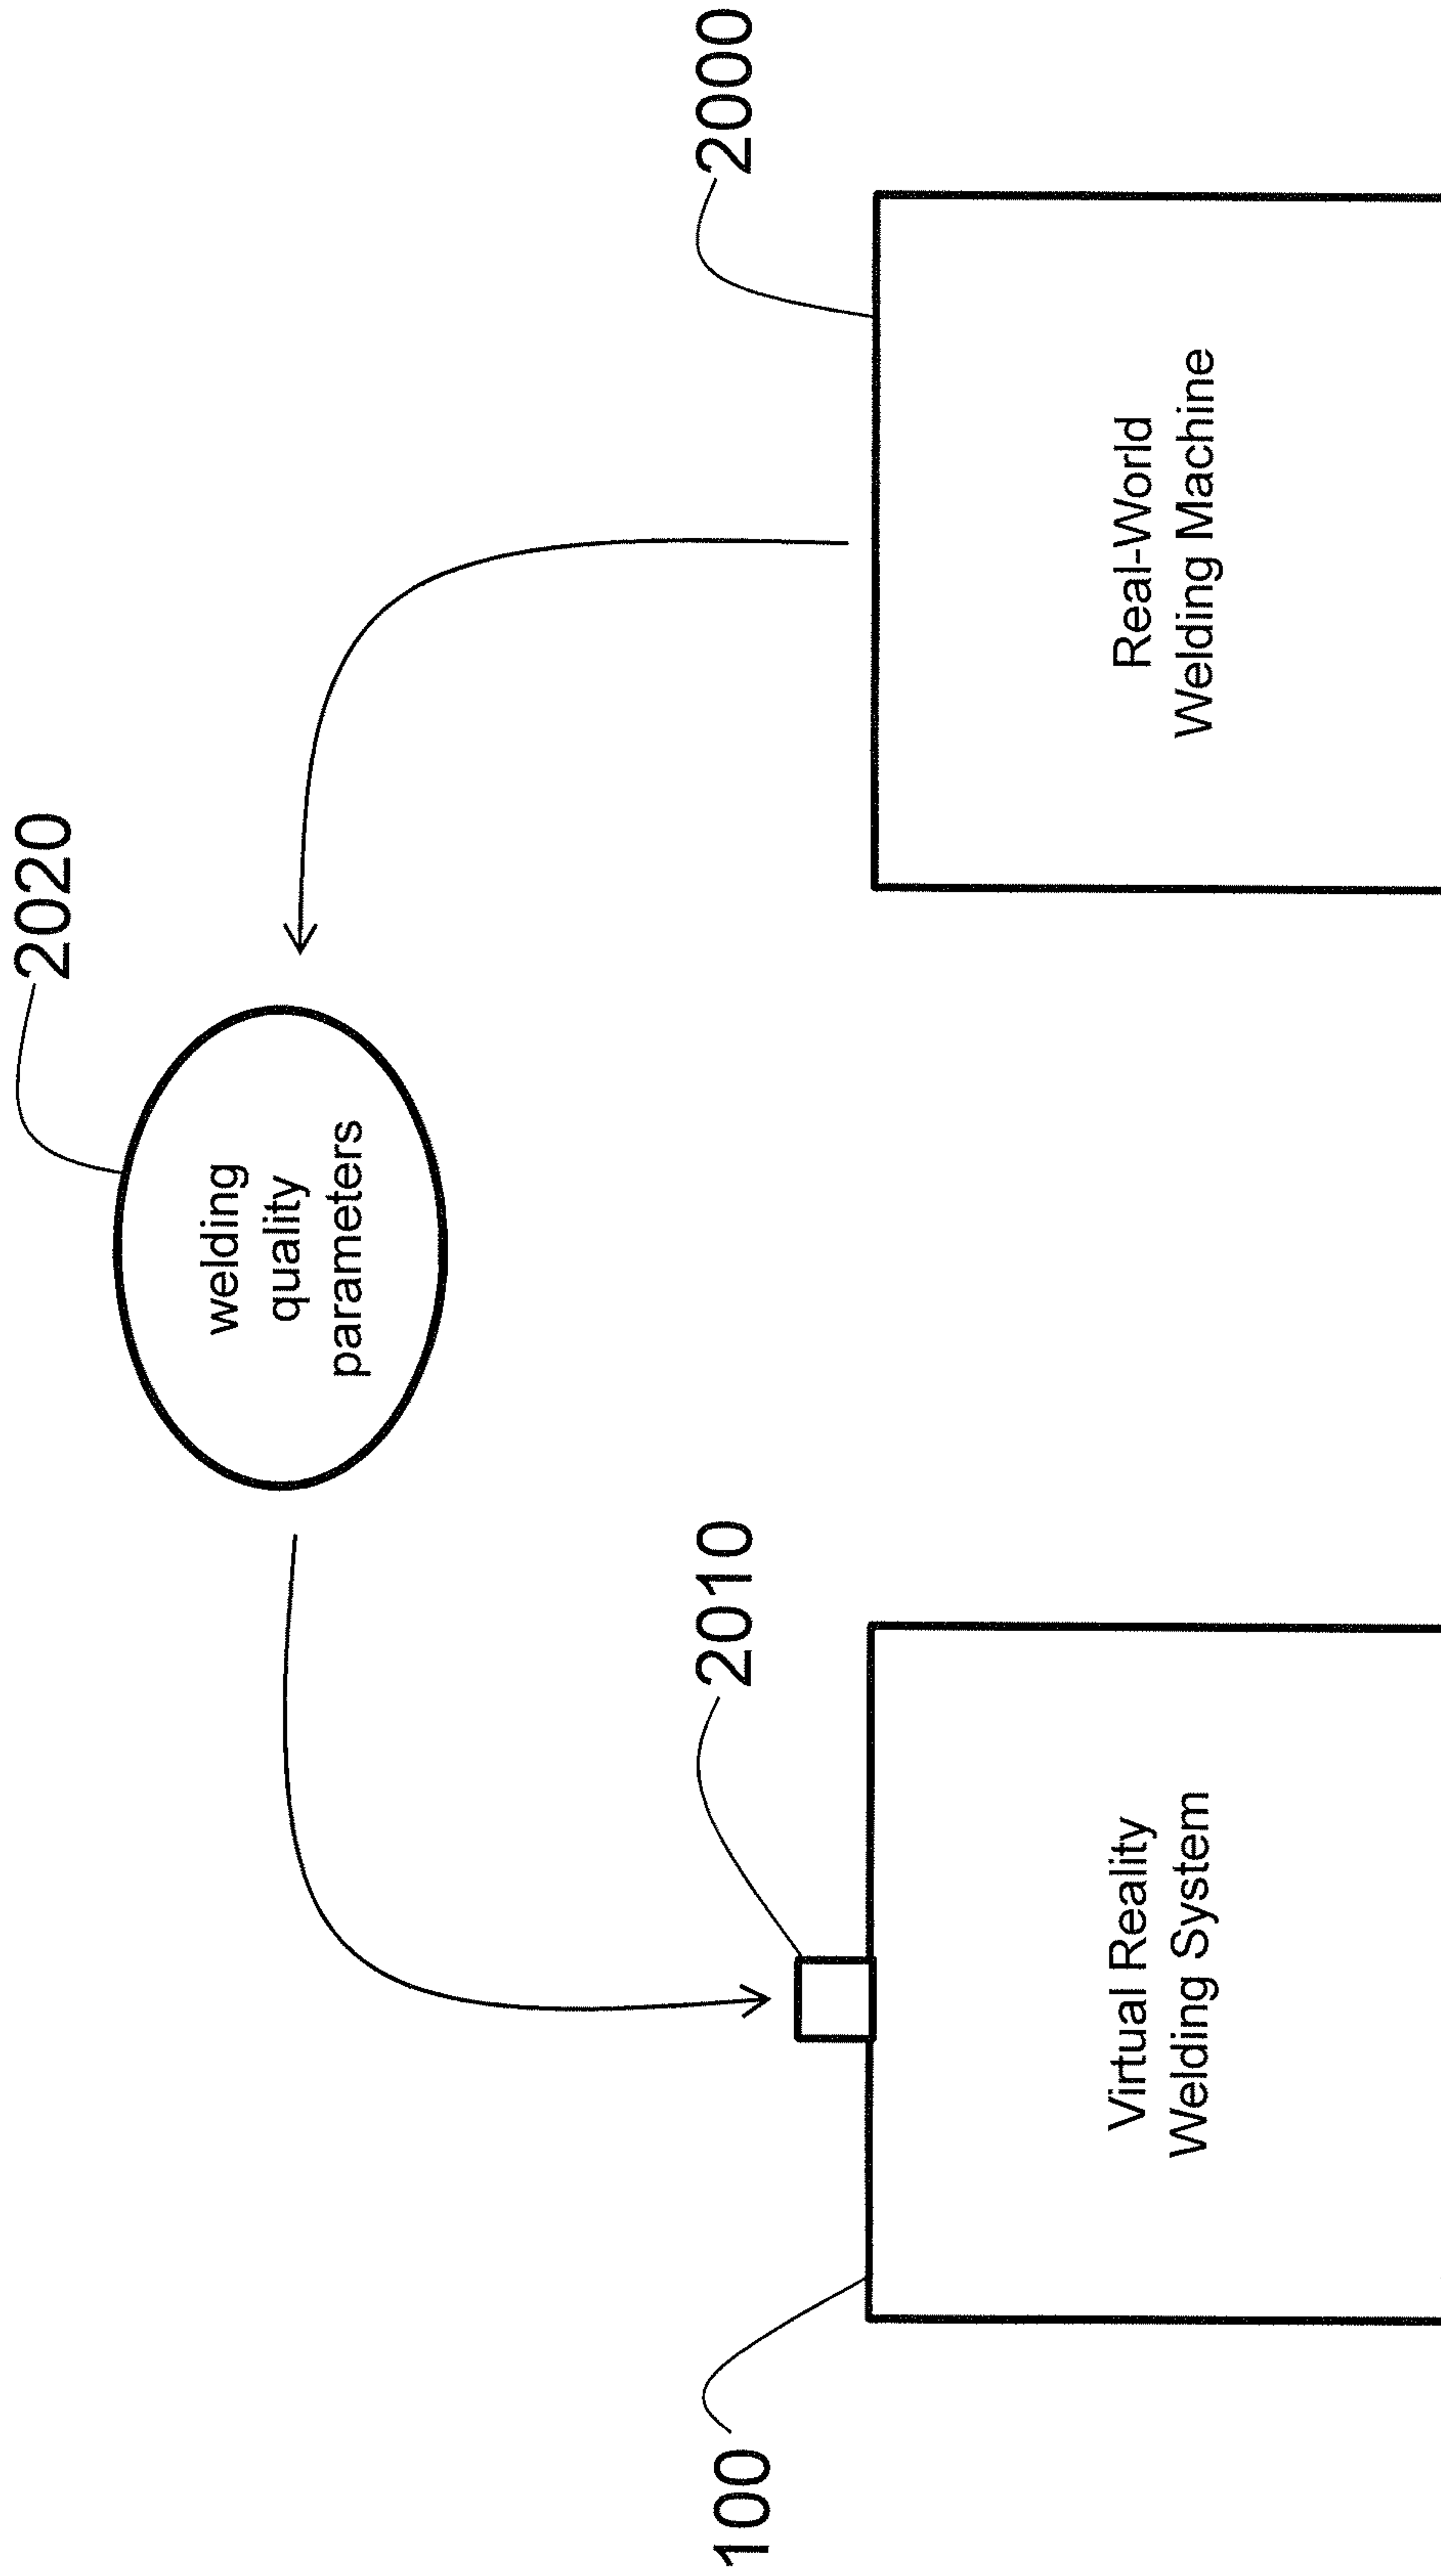 2020
welding
quality
parameters
2010
2000
100
Virtual Reality
Welding System
Real-World
Welding Machine